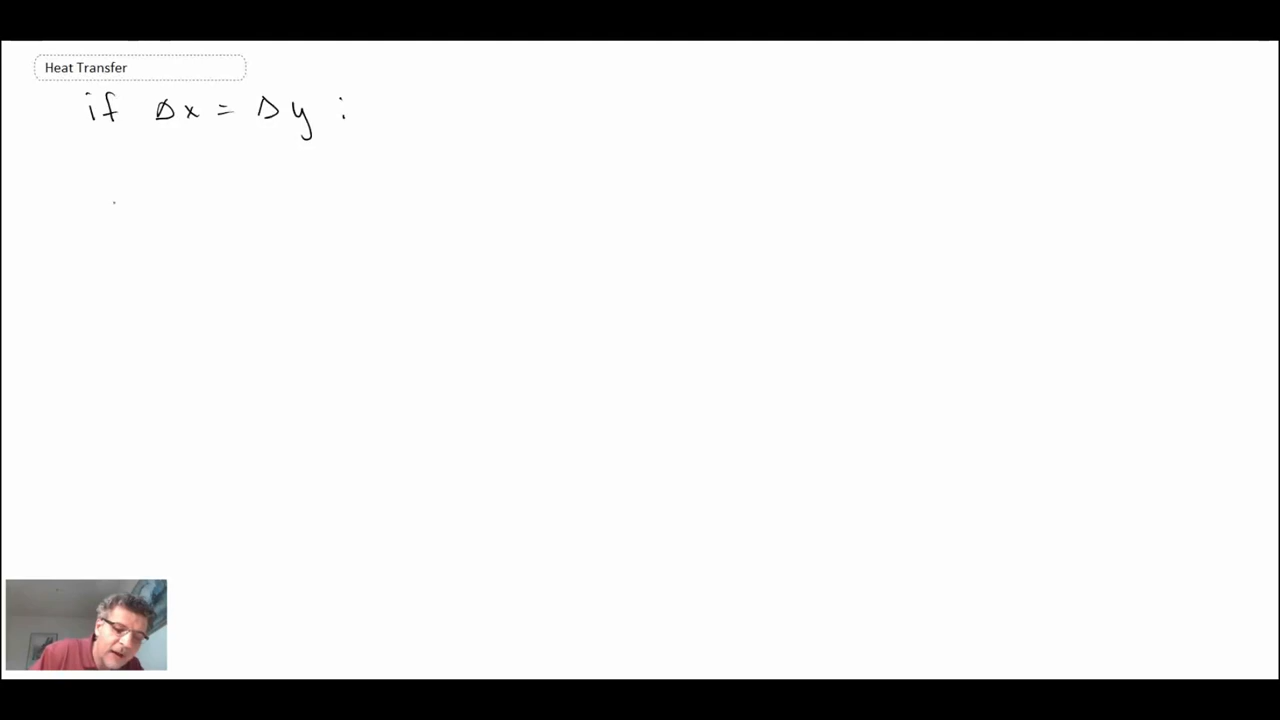 Heat Transfer
if Δx = Δy :